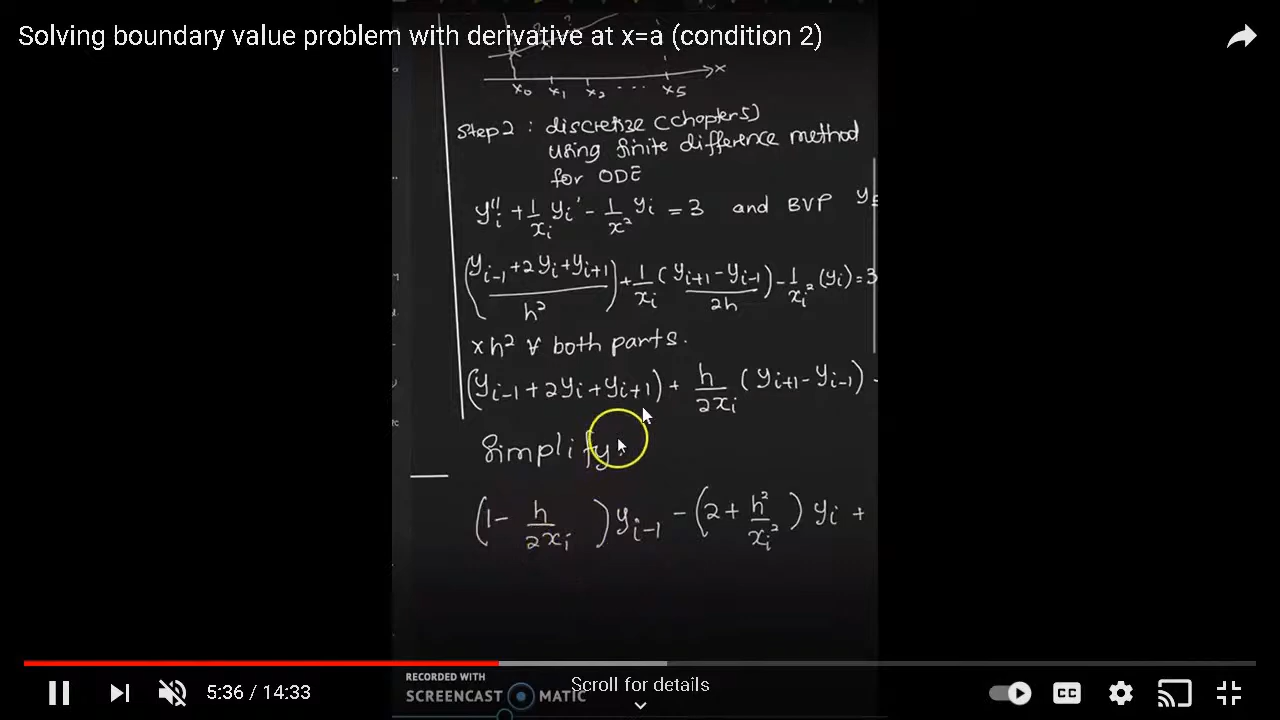 Solving boundary value problem with derivative at x=a (condition 2)
x₀ x₁ x₂ ... x₅ x
Step 2 : discretize (chapter 5)
using finite difference method
for ODE
yᵢ'' + 1/xᵢ yᵢ' - 1/x² yᵢ = 3 and BVP y₅
((yᵢ₋₁ + 2yᵢ + yᵢ₊₁)/h²) + 1/xᵢ ((yᵢ₊₁ - yᵢ₋₁)/2h) - 1/xᵢ² (yᵢ) = 3
x h² ∀ both parts.
(yᵢ₋₁ + 2yᵢ + yᵢ₊₁) + h/2xᵢ (yᵢ₊₁ - yᵢ₋₁) -
Simplify:
(1 - h/2xᵢ) yᵢ₋₁ - (2 + h²/xᵢ²) yᵢ +
RECORDED WITH
SCREENCAST MATIC
Scroll for details
5:36 / 14:33
CC